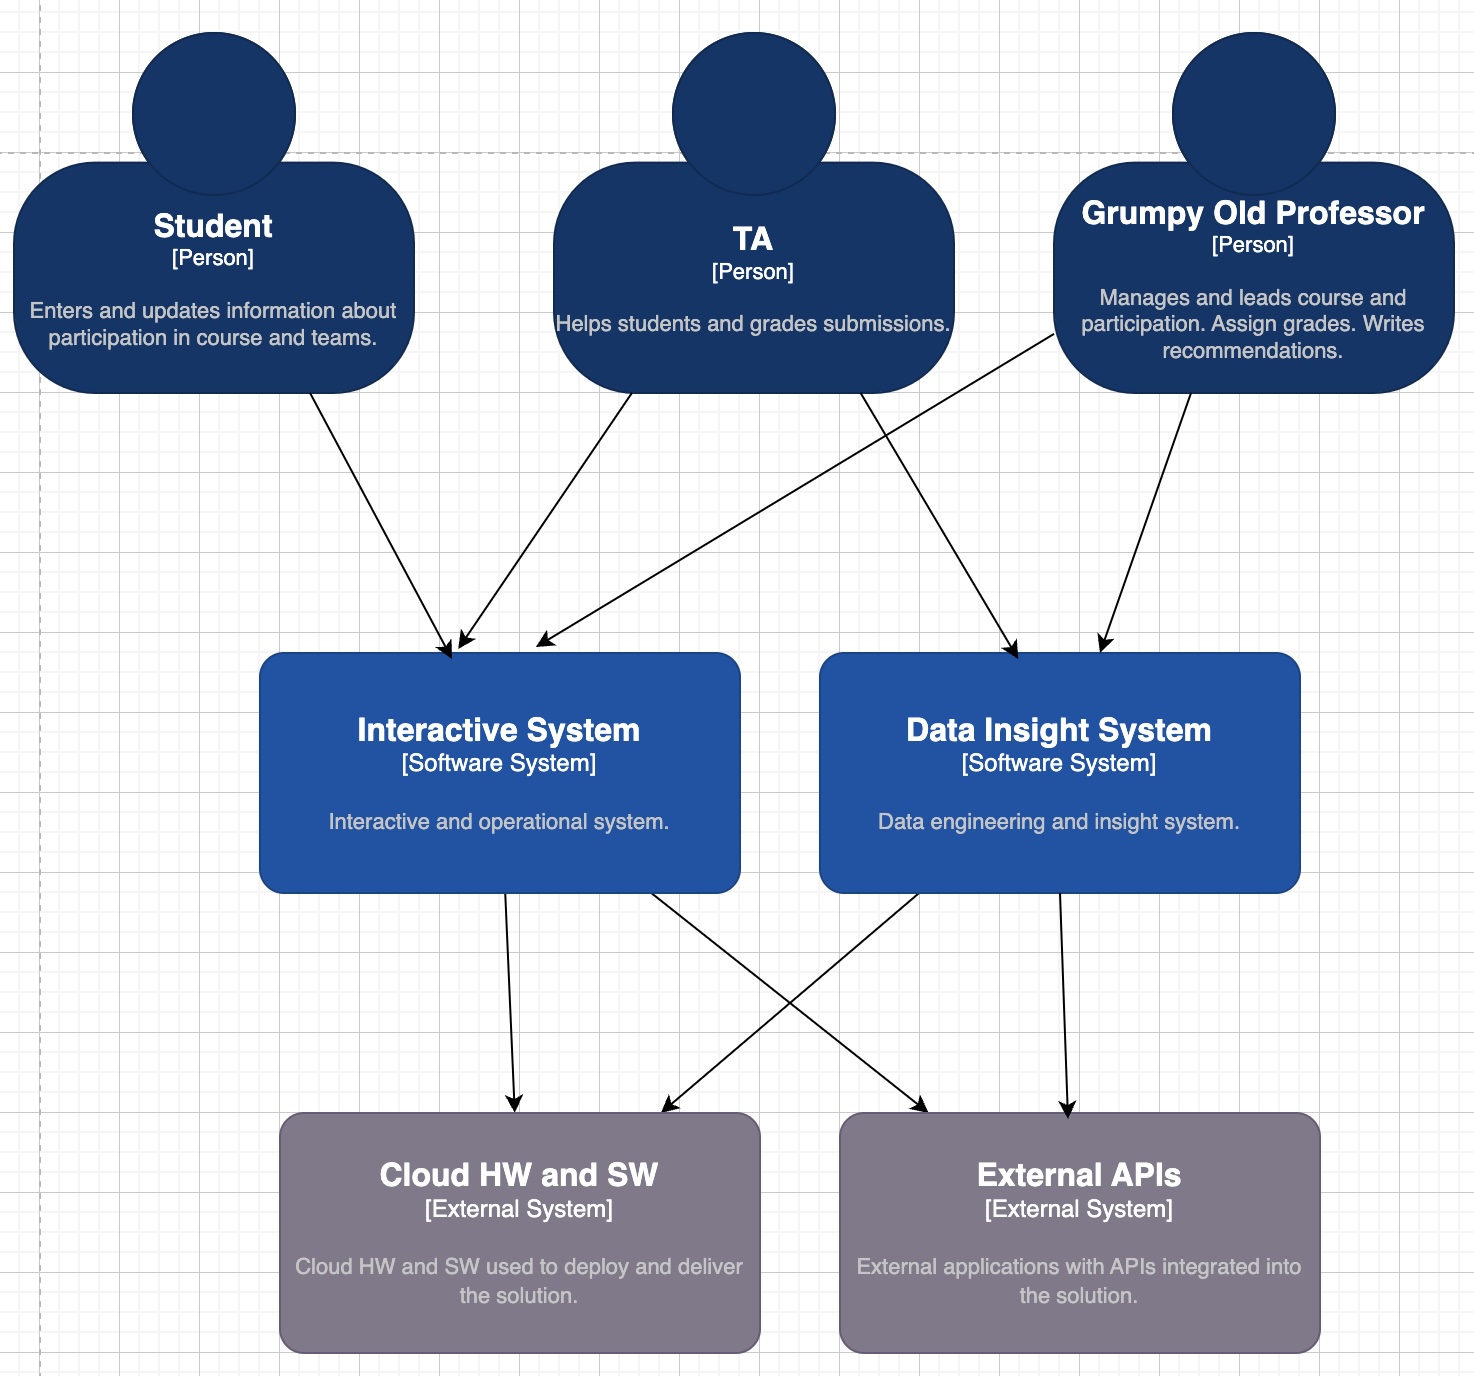 Student
[Person]
Enters and updates information about
participation in course and teams.
TA
[Person]
Helps students and grades submissions.
Grumpy Old Professor
[Person]
Manages and leads course and
participation. Assign grades. Writes
recommendations.
Interactive System
[Software System]
Interactive and operational system.
Data Insight System
[Software System]
Data engineering and insight system.
Cloud HW and SW
[External System]
Cloud HW and SW used to deploy and deliver
the solution.
External APIs
[External System]
External applications with APIs integrated into
the solution.